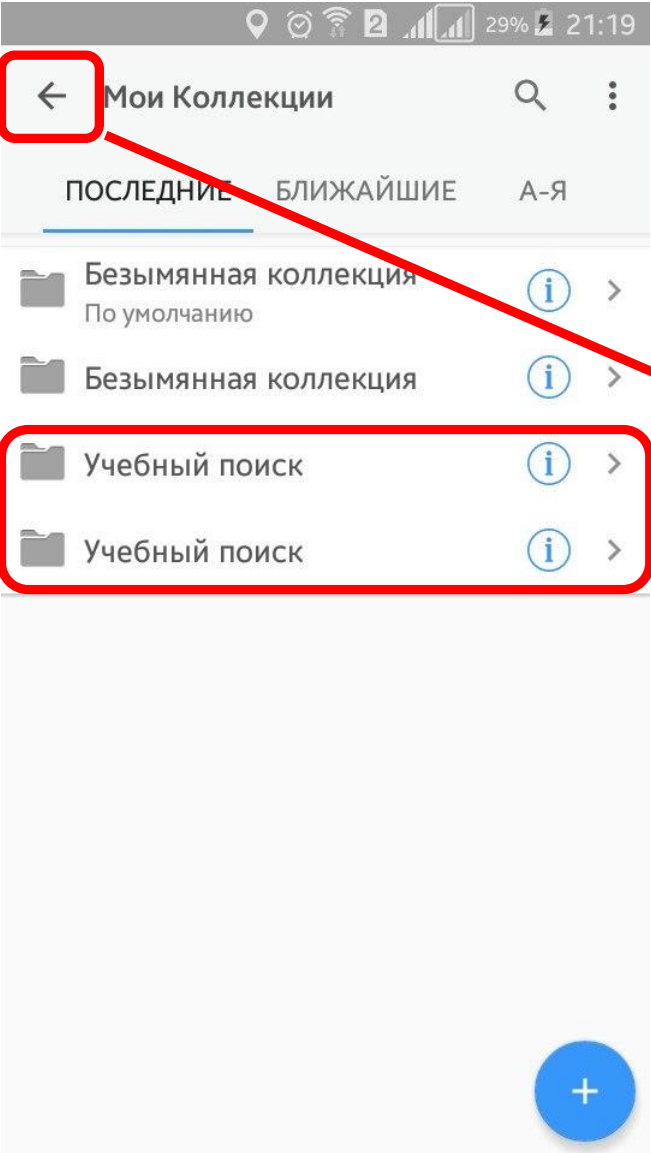 2 29% 21:19
Мои Коллекции
ПОСЛЕДНИЕ БЛИЖАЙШИЕ А-Я
Безымянная коллекция
По умолчанию
Безымянная коллекция
Учебный поиск
Учебный поиск